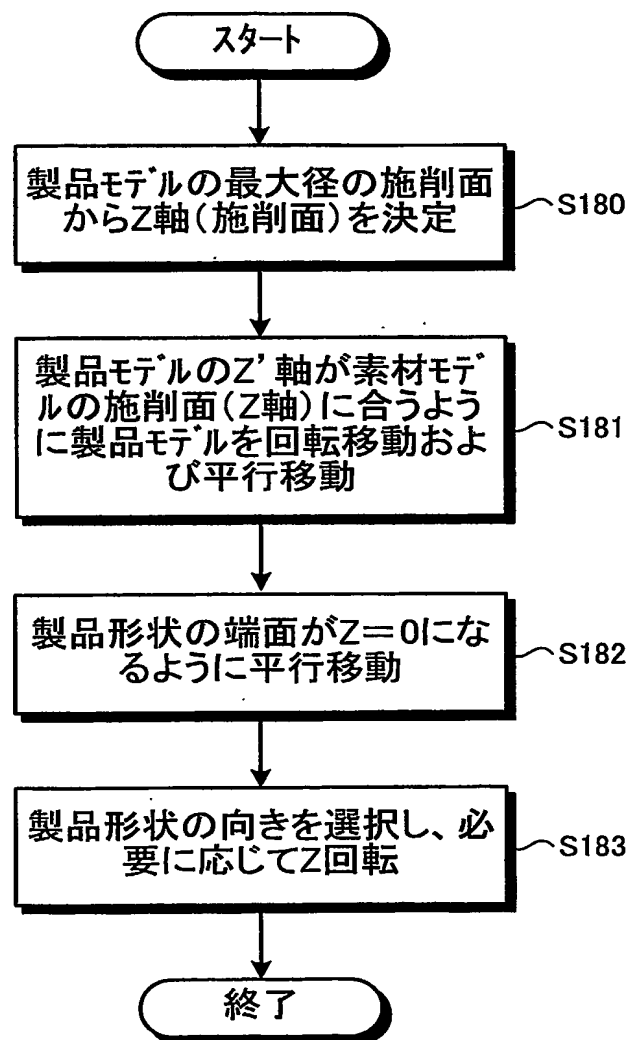 スタート
製品モデルの最大径の施削面
からZ軸(施削面)を決定
S180
製品モデルのZ'軸が素材モデ
ルの施削面(Z軸)に合うよう
に製品モデルを回転移動およ
び平行移動
S181
製品形状の端面がZ=0にな
るように平行移動
S182
製品形状の向きを選択し、必
要に応じてZ回転
S183
終了